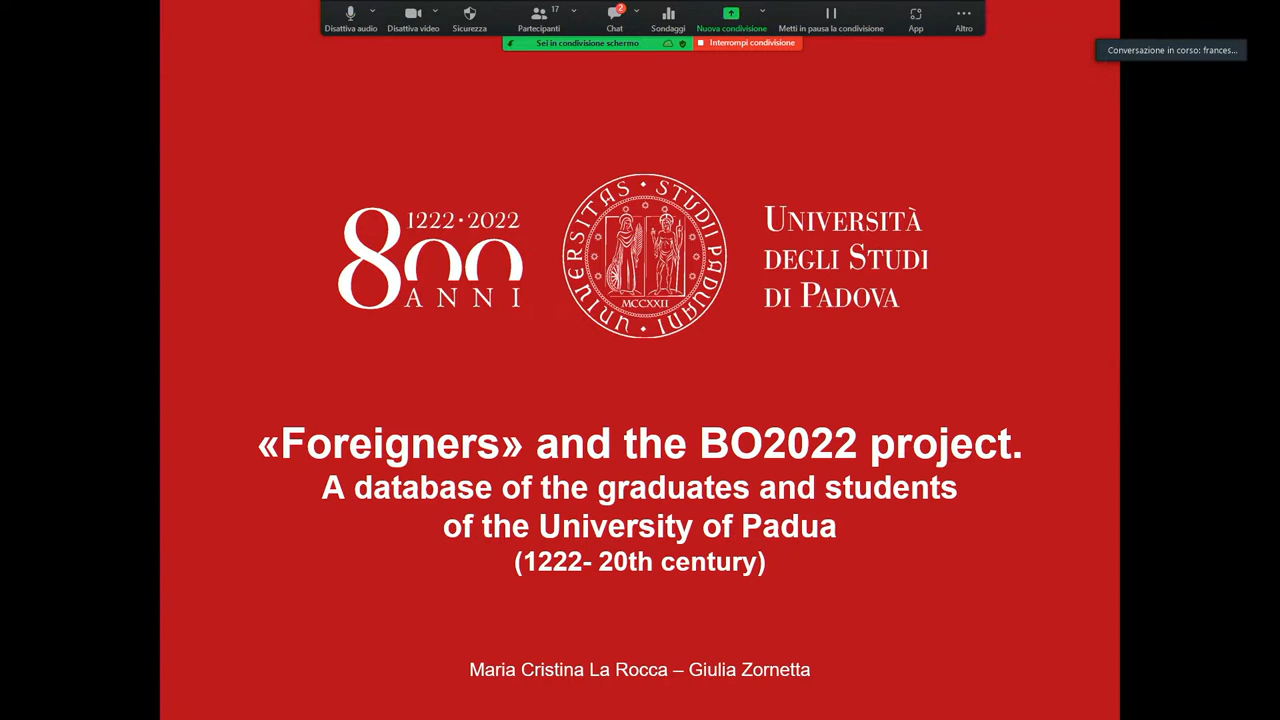 17
2
Disattiva audio
Disattiva video
Sicurezza
Partecipanti
Chat
Sondaggi
Nuova condivisione
Metti in pausa la condivisione
App
Altro
Sei in condivisione schermo
Interrompi condivisione
Conversazione in corso: frances...
1222·2022
800
ANNI
UNIVERSITAS STUDII PADUANI
MCCXXII
UNIVERSITÀ
DEGLI STUDI
DI PADOVA
«Foreigners» and the BO2022 project.
A database of the graduates and students
of the University of Padua
(1222- 20th century)
Maria Cristina La Rocca – Giulia Zornetta